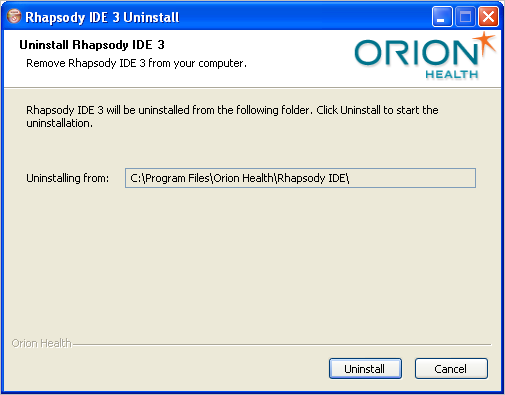 Rhapsody IDE 3 Uninstall
Uninstall Rhapsody IDE 3
Remove Rhapsody IDE 3 from your computer.
ORION
HEALTH
Rhapsody IDE 3 will be uninstalled from the following folder. Click Uninstall to start the
uninstallation.
Uninstalling from: C:\Program Files\Orion Health\Rhapsody IDE\
Orion Health
Uninstall Cancel